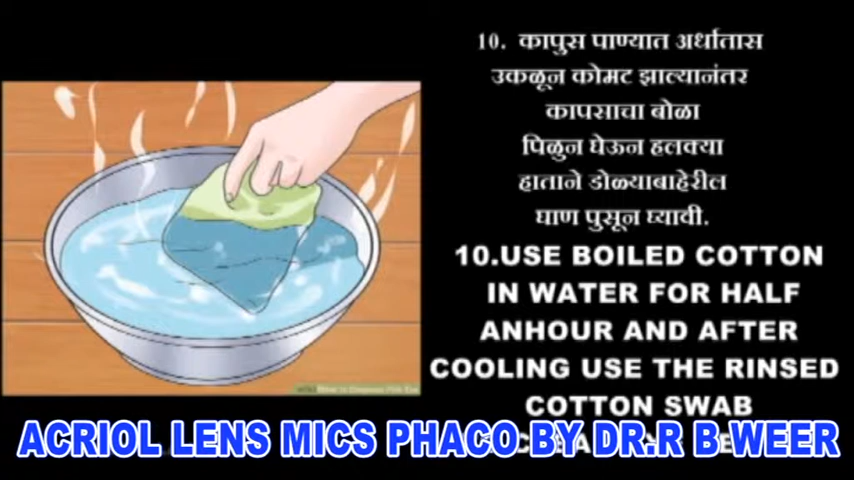 10. कापुस पाण्यात अर्धातास
उकळून कोमट झाल्यानंतर
कापसाचा बोळा
पिळुन घेऊन हलक्या
हाताने डोळ्याबाहेरील
घाण पुसून घ्यावी.
10.USE BOILED COTTON
IN WATER FOR HALF
ANHOUR AND AFTER
COOLING USE THE RINSED
COTTON SWAB
ACRIOL LENS MICS PHACO BY DR.R B WEER